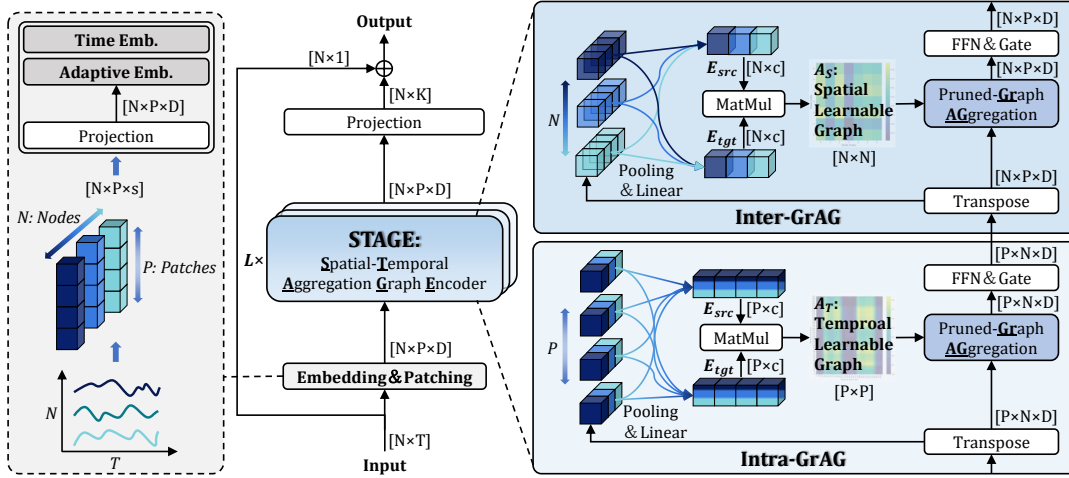 Time Emb.
Adaptive Emb.
[N×P×D]
Projection
[N×P×s]
N: Nodes
P: Patches
N
T
Output
[N×1]
[N×K]
Projection
[N×P×D]
L×
STAGE:
Spatial-Temporal
Aggregation Graph Encoder
[N×P×D]
Embedding&Patching
[N×T]
Input
[N×P×D]
FFN&Gate
[N×P×D]
N
E_src
[N×c]
MatMul
E_tgt
[N×c]
A_S:
Spatial
Learnable
Graph
[N×N]
Pruned-Graph
AGgregation
Pooling
&Linear
[N×P×D]
Transpose
Inter-GrAG
[P×N×D]
FFN&Gate
[P×N×D]
P
E_src
[P×c]
MatMul
E_tgt
[P×c]
A_T:
Temproal
Learnable
Graph
[P×P]
Pruned-Graph
AGgregation
Pooling
&Linear
[P×N×D]
Transpose
Intra-GrAG